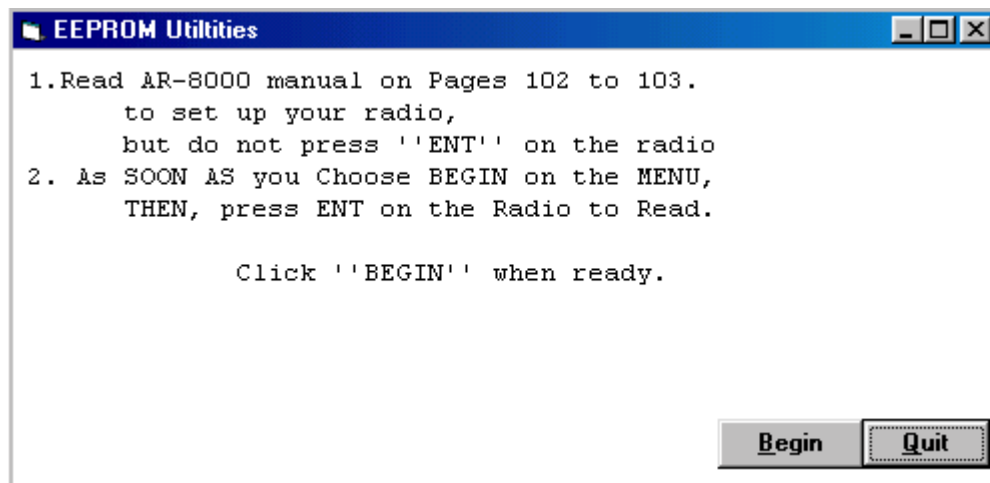 EEPROM Utiltities
1.Read AR-8000 manual on Pages 102 to 103.
to set up your radio,
but do not press ''ENT'' on the radio
2. As SOON AS you Choose BEGIN on the MENU,
THEN, press ENT on the Radio to Read.
Click ''BEGIN'' when ready.
Begin Quit